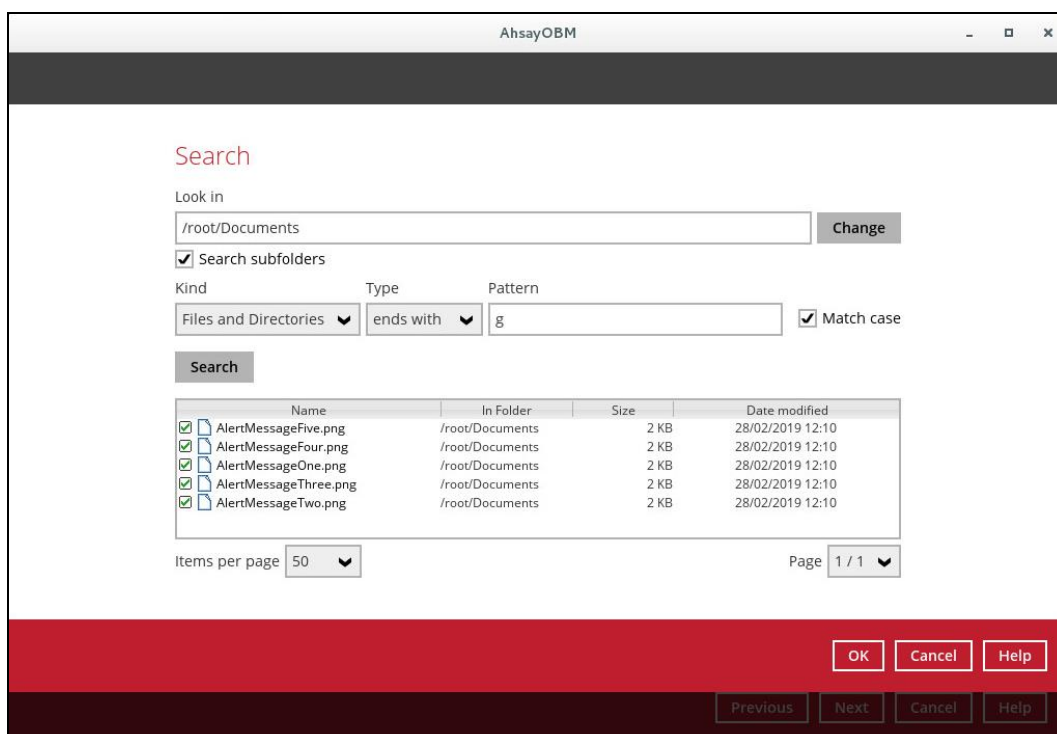 AhsayOBM
Search
Look in
/root/Documents
Change
Search subfolders
Kind Type Pattern
Files and Directories ends with g Match case
Search
Name In Folder Size Date modified
AlertMessageFive.png /root/Documents 2 KB 28/02/2019 12:10
AlertMessageFour.png /root/Documents 2 KB 28/02/2019 12:10
AlertMessageOne.png /root/Documents 2 KB 28/02/2019 12:10
AlertMessageThree.png /root/Documents 2 KB 28/02/2019 12:10
AlertMessageTwo.png /root/Documents 2 KB 28/02/2019 12:10
Items per page 50 Page 1 / 1
OK Cancel Help
Previous Next Cancel Help